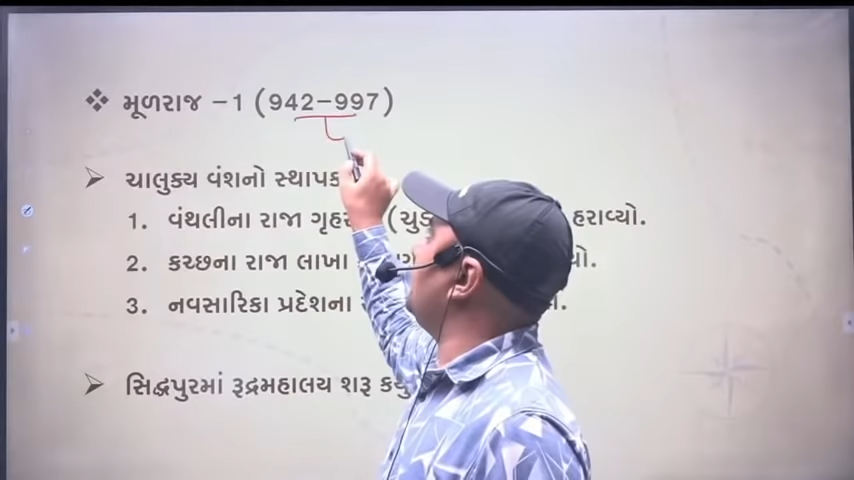 ❖ મૂળરાજ -1 (942-997)
➢ ચાલુક્ય વંશનો સ્થાપક
1. વંથલીના રાજા હરાવ્યો.
2. કચ્છના રાજા લાખા
3. નવસારિકા પ્રદેશના
➢ સિદ્ધપુરમાં રૂદ્રમહાલય શરૂ